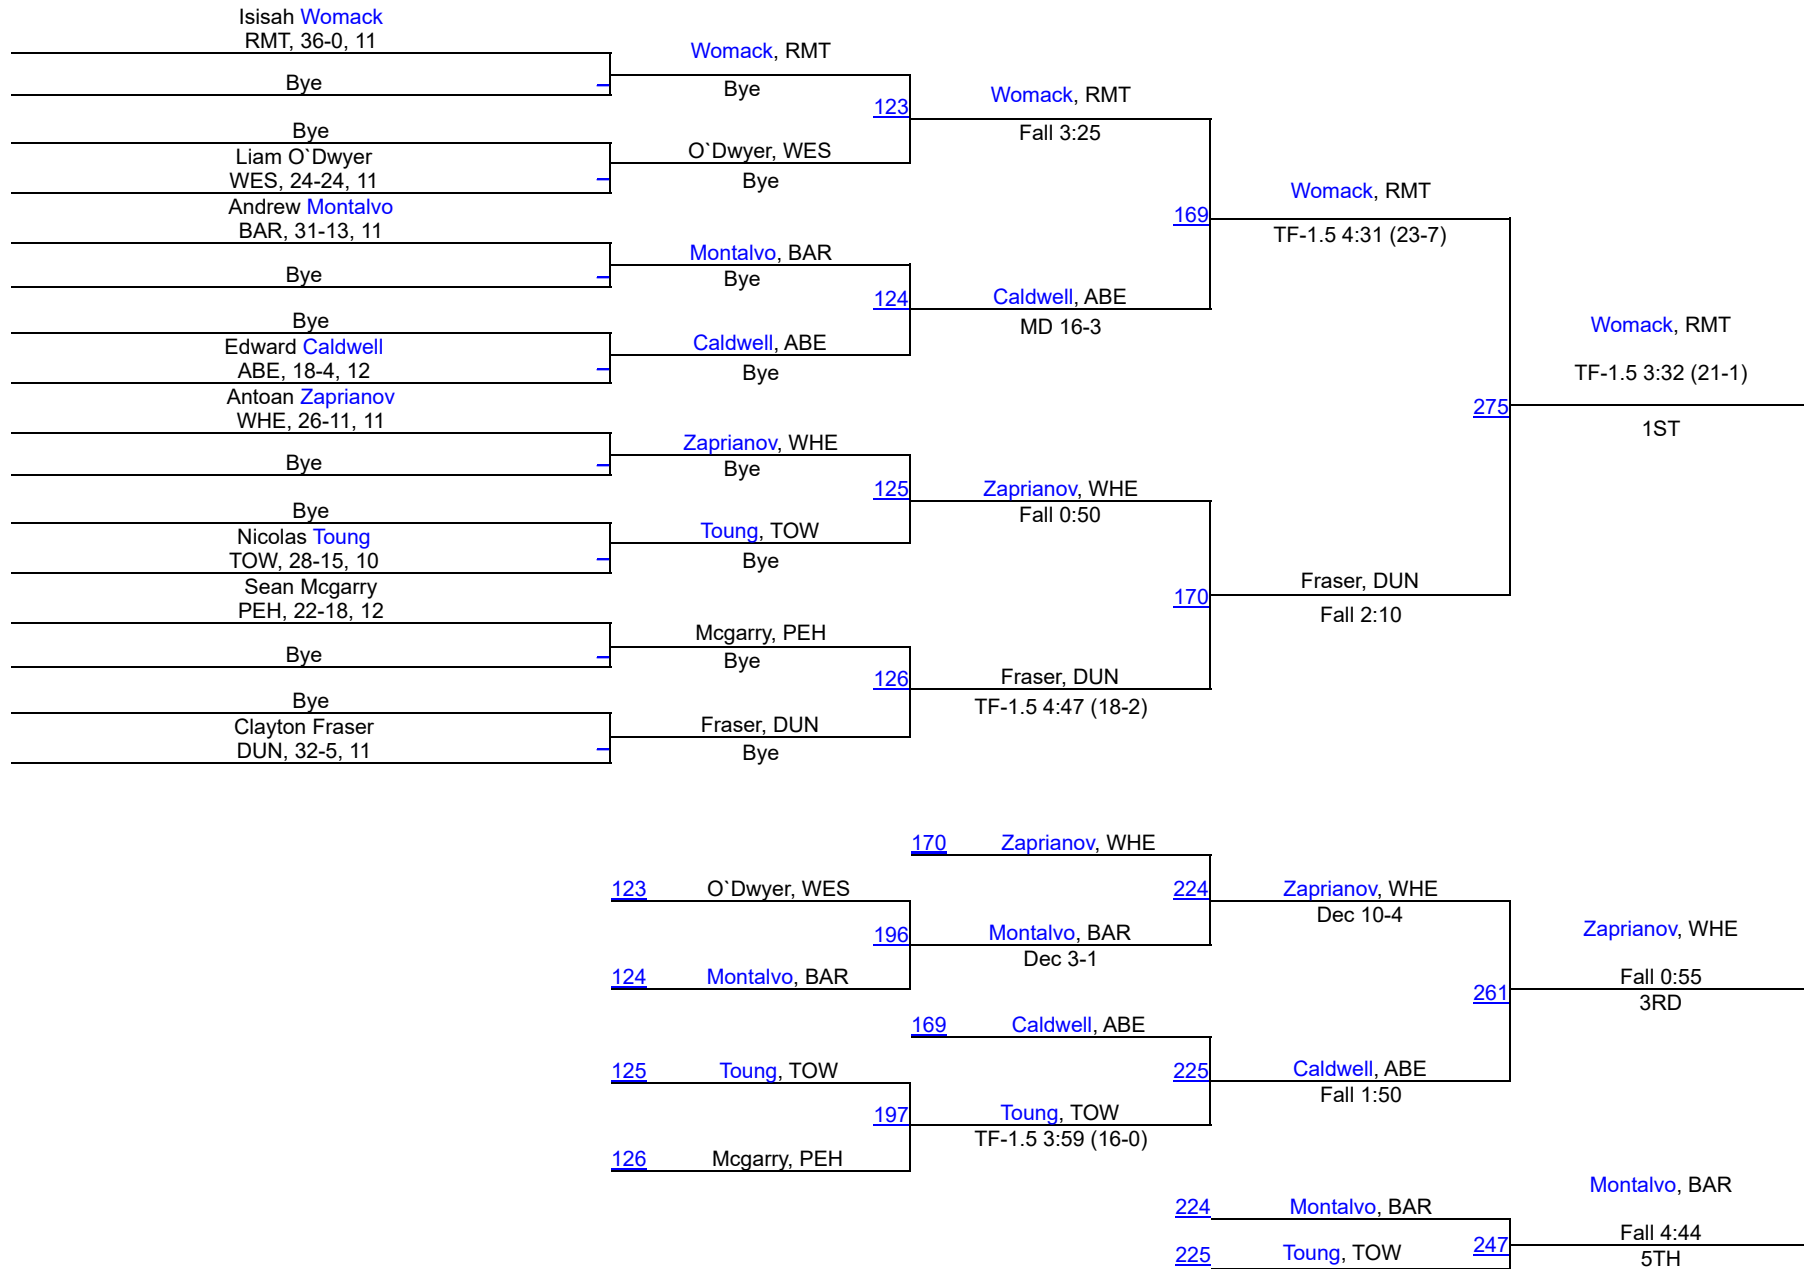 Isisah Womack
RMT, 36-0, 11
Bye
Bye
Liam O`Dwyer
WES, 24-24, 11
Andrew Montalvo
BAR, 31-13, 11
Bye
Bye
Edward Caldwell
ABE, 18-4, 12
Antoan Zaprianov
WHE, 26-11, 11
Bye
Bye
Nicolas Toung
TOW, 28-15, 10
Sean Mcgarry
PEH, 22-18, 12
Bye
Bye
Clayton Fraser
DUN, 32-5, 11
Womack, RMT
Bye
123
O`Dwyer, WES
Bye
Montalvo, BAR
Bye
124
Caldwell, ABE
Bye
Zaprianov, WHE
Bye
125
Toung, TOW
Bye
Mcgarry, PEH
Bye
126
Fraser, DUN
Bye
Womack, RMT
Fall 3:25
169
Caldwell, ABE
MD 16-3
Zaprianov, WHE
Fall 0:50
170
Fraser, DUN
TF-1.5 4:47 (18-2)
Womack, RMT
TF-1.5 4:31 (23-7)
275
Fraser, DUN
Fall 2:10
Womack, RMT
TF-1.5 3:32 (21-1)
1ST
123 O`Dwyer, WES
196
124 Montalvo, BAR
125 Toung, TOW
197
126 Mcgarry, PEH
170 Zaprianov, WHE
224
Montalvo, BAR
Dec 3-1
169 Caldwell, ABE
225
Toung, TOW
TF-1.5 3:59 (16-0)
Zaprianov, WHE
Dec 10-4
261
Caldwell, ABE
Fall 1:50
Zaprianov, WHE
Fall 0:55
3RD
224 Montalvo, BAR
247
225 Toung, TOW
Montalvo, BAR
Fall 4:44
5TH